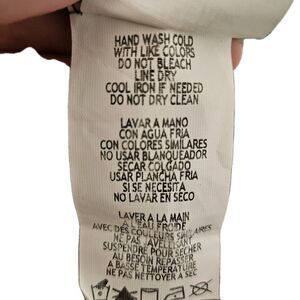 HAND WASH COLD
WITH LIKE COLORS
DO NOT BLEACH
LINE DRY
COOL IRON IF NEEDED
DO NOT DRY CLEAN
LAVAR A MANO
CON AGUA FRIA
CON COLORES SIMILARES
NO USAR BLANQUEADOR
SECAR COLGADO
USAR PLANCHA FRIA
SI SE NECESITA
NO LAVAR EN SECO
LAVER A LA MAIN
A L'EAU FROIDE
AVEC DES COULEURS SIMILAIRES
NE PAS JAVELLISANT
SUSPENDRE POUR SECHER
AU BESOIN REPASSER
A BASSE TEMPERATURE
NE PAS NETTOYER A SEC